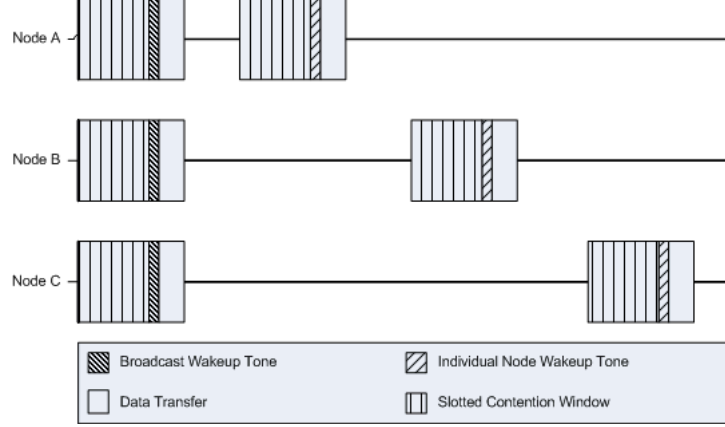 Node A
Node B
Node C
Broadcast Wakeup Tone
Individual Node Wakeup Tone
Data Transfer
Slotted Contention Window